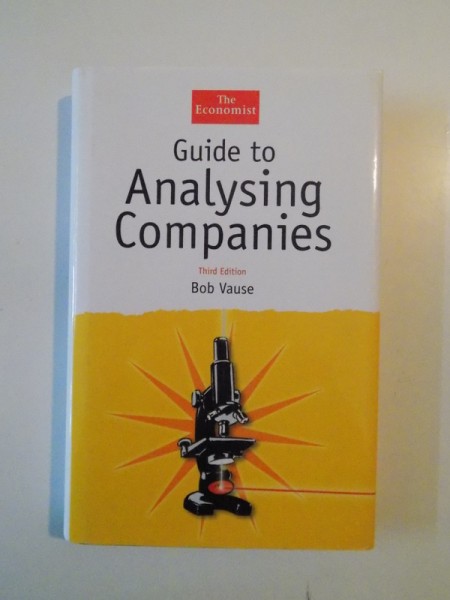 The
Economist
Guide to
Analysing
Companies
Third Edition
Bob Vause